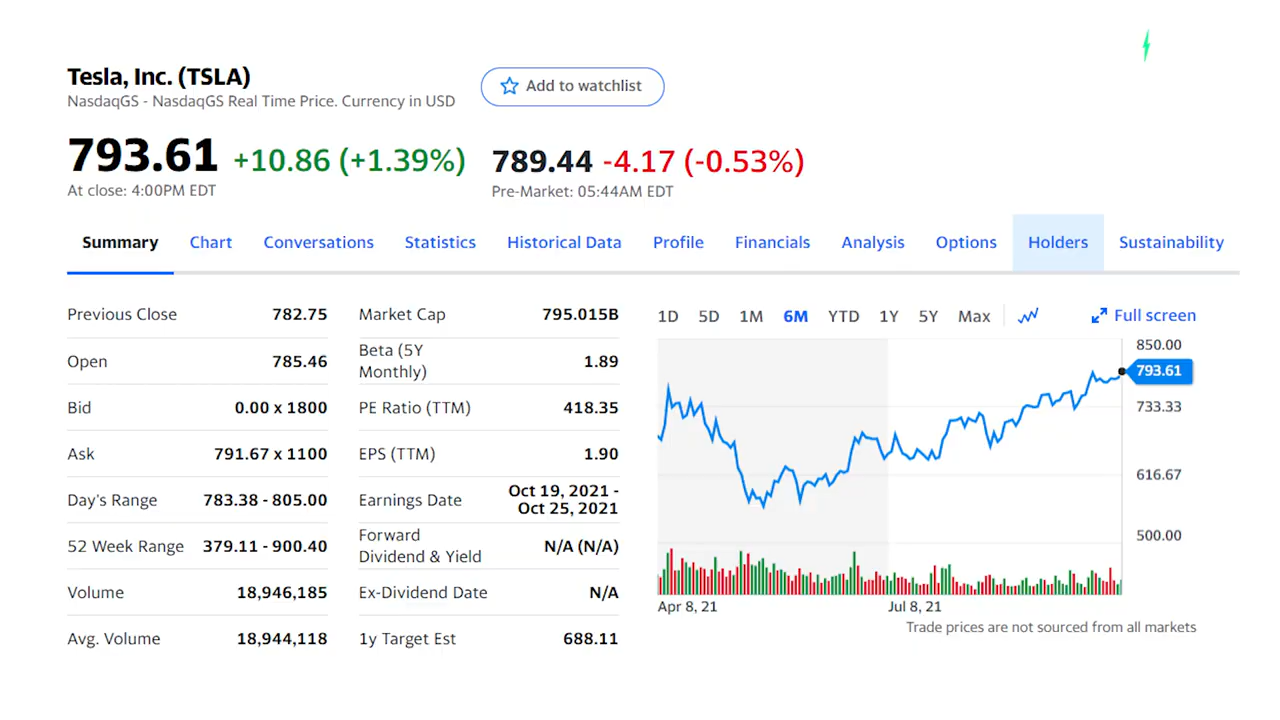 Tesla, Inc. (TSLA)
NasdaqGS - NasdaqGS Real Time Price. Currency in USD
Add to watchlist
793.61 +10.86 (+1.39%)
At close: 4:00PM EDT
789.44 -4.17 (-0.53%)
Pre-Market: 05:44AM EDT
Summary Chart Conversations Statistics Historical Data Profile Financials Analysis Options Holders Sustainability
Previous Close 782.75
Open 785.46
Bid 0.00 x 1800
Ask 791.67 x 1100
Day's Range 783.38 - 805.00
52 Week Range 379.11 - 900.40
Volume 18,946,185
Avg. Volume 18,944,118
Market Cap 795.015B
Beta (5Y
Monthly) 1.89
PE Ratio (TTM) 418.35
EPS (TTM) 1.90
Earnings Date Oct 19, 2021 -
Oct 25, 2021
Forward
Dividend & Yield N/A (N/A)
Ex-Dividend Date N/A
1y Target Est 688.11
1D 5D 1M 6M YTD 1Y 5Y Max Full screen
850.00
793.61
733.33
616.67
500.00
Apr 8, 21 Jul 8, 21
Trade prices are not sourced from all markets